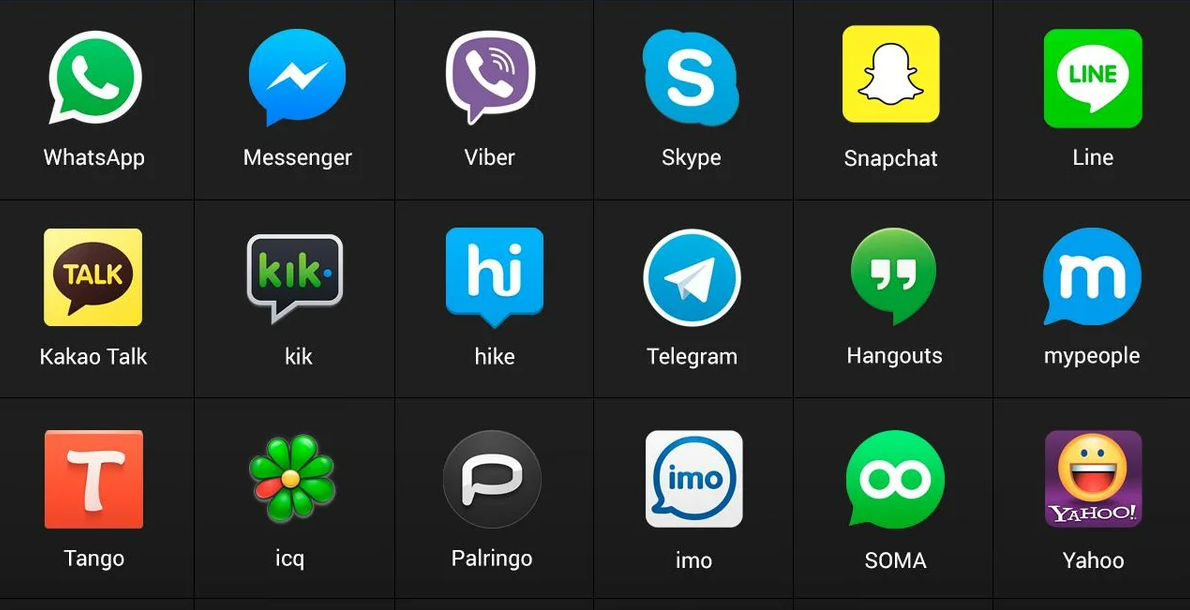 LINE
WhatsApp
Messenger
Viber
Skype
Snapchat
Line
TALK
kik
hi
m
Kakao Talk
kik
hike
Telegram
Hangouts
mypeople
T
imo
YAHOO!
Tango
icq
Palringo
imo
SOMA
Yahoo